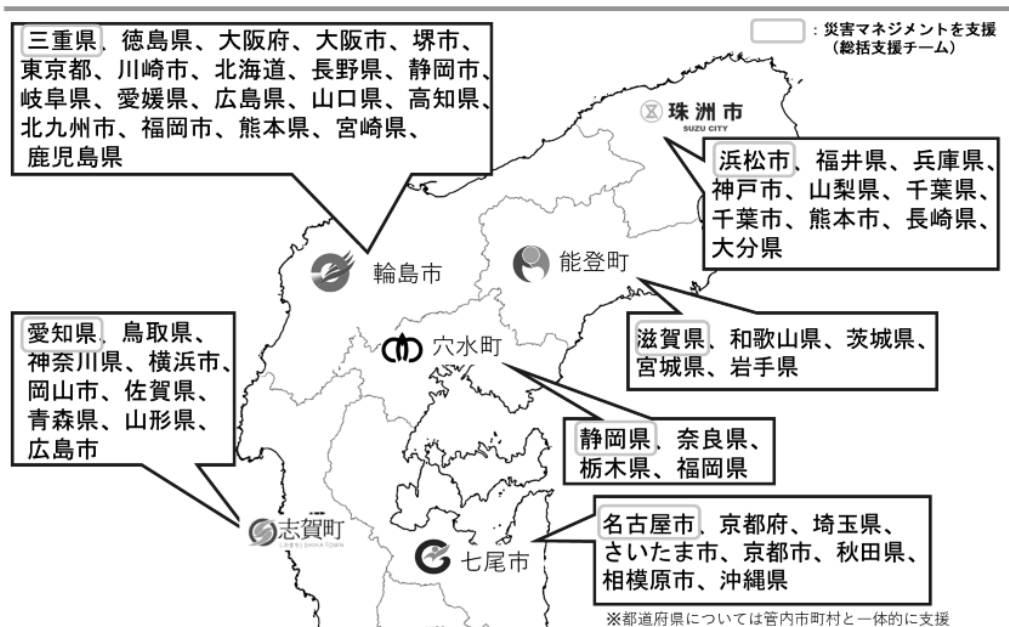 ：災害マネジメントを支援
（総括支援チーム）
三重県、徳島県、大阪府、大阪市、堺市、
東京都、川崎市、北海道、長野県、静岡市、
岐阜県、愛媛県、広島県、山口県、高知県、
北九州市、福岡市、熊本県、宮崎県、
鹿児島県
珠洲市
SUZU CITY
浜松市、福井県、兵庫県、
神戸市、山梨県、千葉県、
千葉市、熊本市、長崎県、
大分県
輪島市
能登町
愛知県、鳥取県、
神奈川県、横浜市、
岡山市、佐賀県、
青森県、山形県、
広島市
穴水町
滋賀県、和歌山県、茨城県、
宮城県、岩手県
静岡県、奈良県、
栃木県、福岡県
志賀町
SHIKA TOWN
七尾市
名古屋市、京都府、埼玉県、
さいたま市、京都市、秋田県、
相模原市、沖縄県
※都道府県については管内市町村と一体的に支援